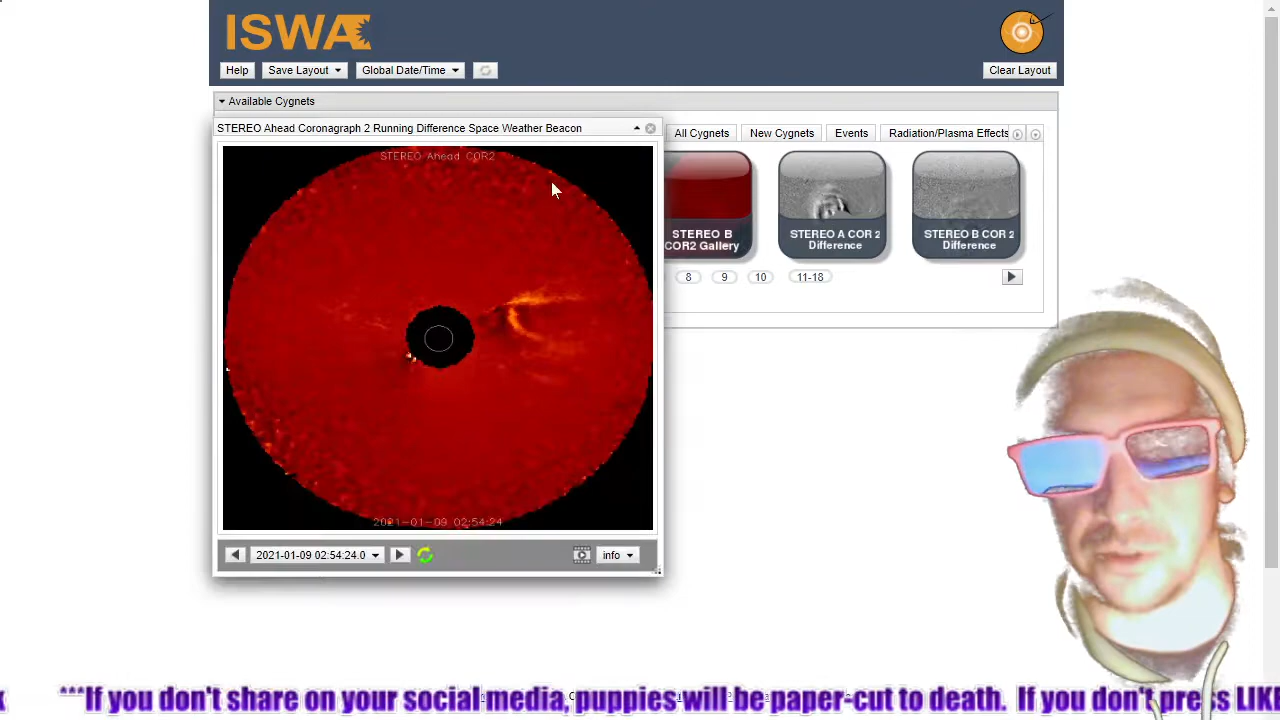 ISWA
Help
Save Layout
Global Date/Time
Clear Layout
Available Cygnets
STEREO Ahead Coronagraph 2 Running Difference Space Weather Beacon
All Cygnets
New Cygnets
Events
Radiation/Plasma Effects
STEREO Ahead COR2
STEREO B
COR2 Gallery
STEREO A COR 2
Difference
STEREO B COR 2
Difference
8
9
10
11-18
2021-01-09 02:54:24
2021-01-09 02:54:24.0
info
k ***If you don't share on your social media, puppies will be paper-cut to death. If you don't press LIKE